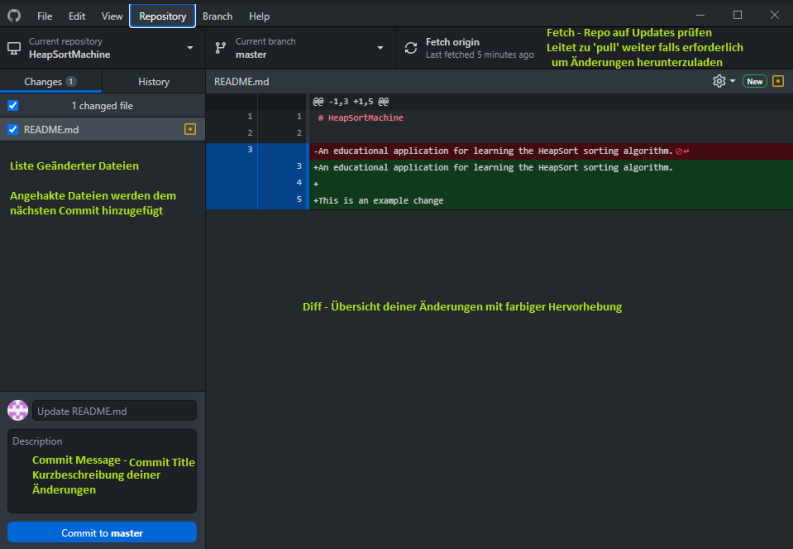 File Edit View Repository Branch Help
Current repository
HeapSortMachine
Current branch
master
Fetch origin
Last fetched 5 minutes ago
Fetch - Repo auf Updates prüfen
Leitet zu 'pull' weiter falls erforderlich
um Änderungen herunterzuladen
Changes 1 History
README.md
New
1 changed file
README.md
@@ -1,3 +1,5 @@
1 1 # HeapSortMachine
2 2
3 -An educational application for learning the HeapSort sorting algorithm.
3 +An educational application for learning the HeapSort sorting algorithm.
4 +
5 +This is an example change
Liste Geänderter Dateien
Angehakte Dateien werden dem
nächsten Commit hinzugefügt
Diff - Übersicht deiner Änderungen mit farbiger Hervorhebung
Update README.md
Description
Commit Message - Commit Title
Kurzbeschreibung deiner
Änderungen
Commit to master